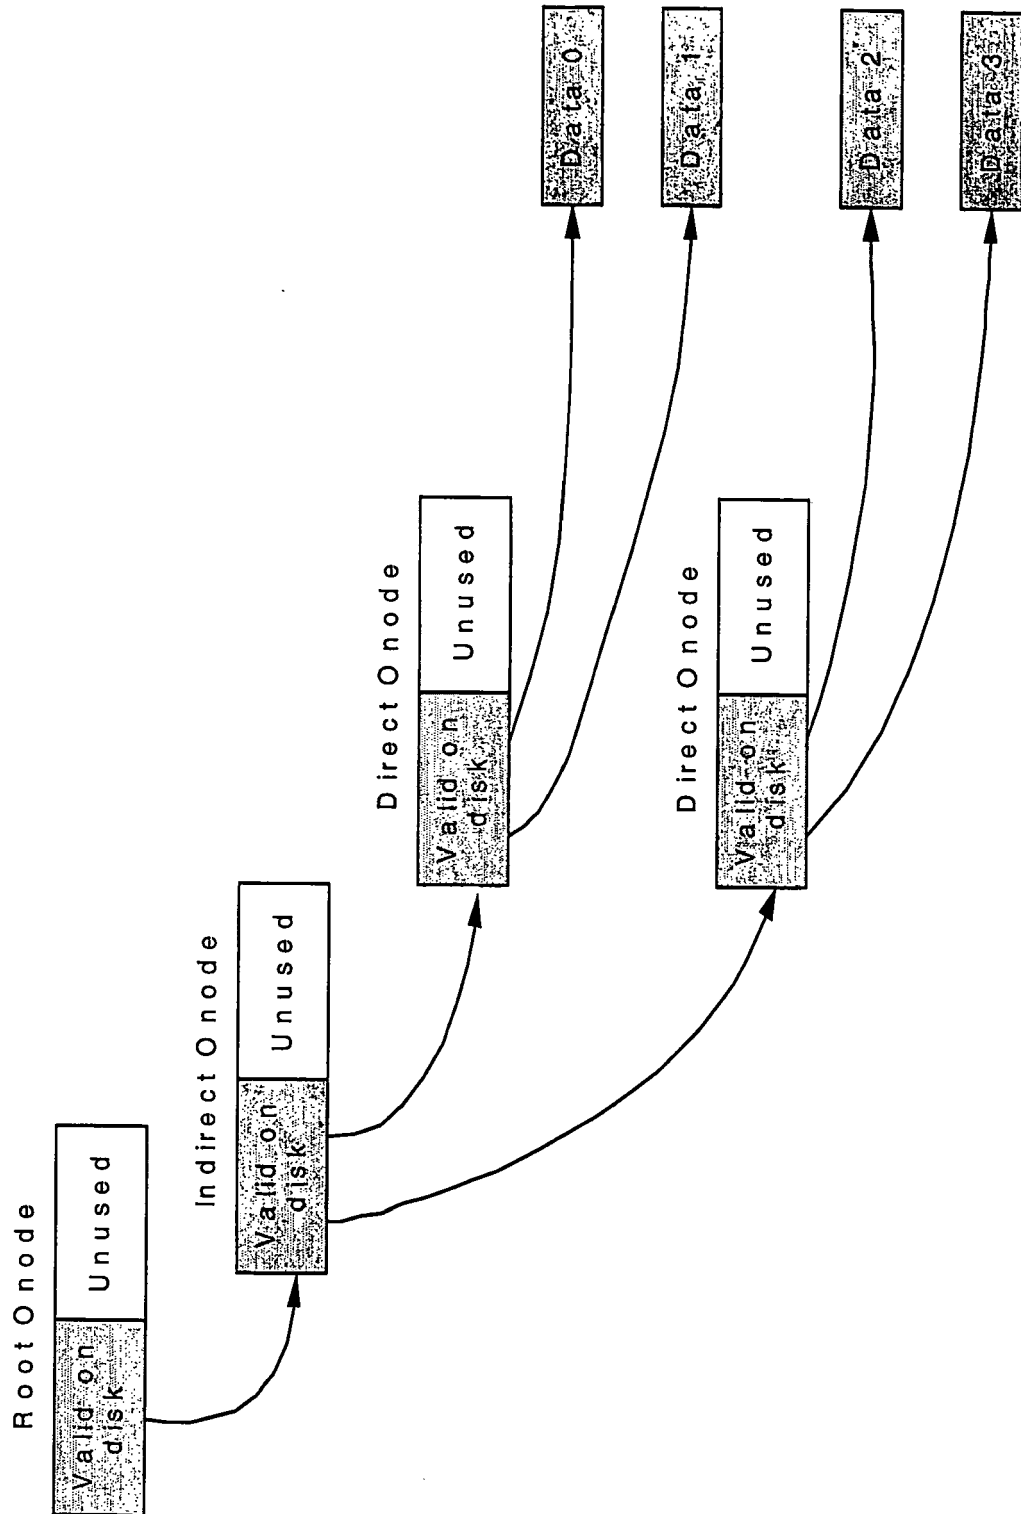 Root Onode
Valid on
disk
Unused
Indirect Onode
Valid on
disk
Unused
Direct Onode
Valid on
disk
Unused
Direct Onode
Valid on
disk
Unused
Data 0
Data 1
Data 2
Data 3